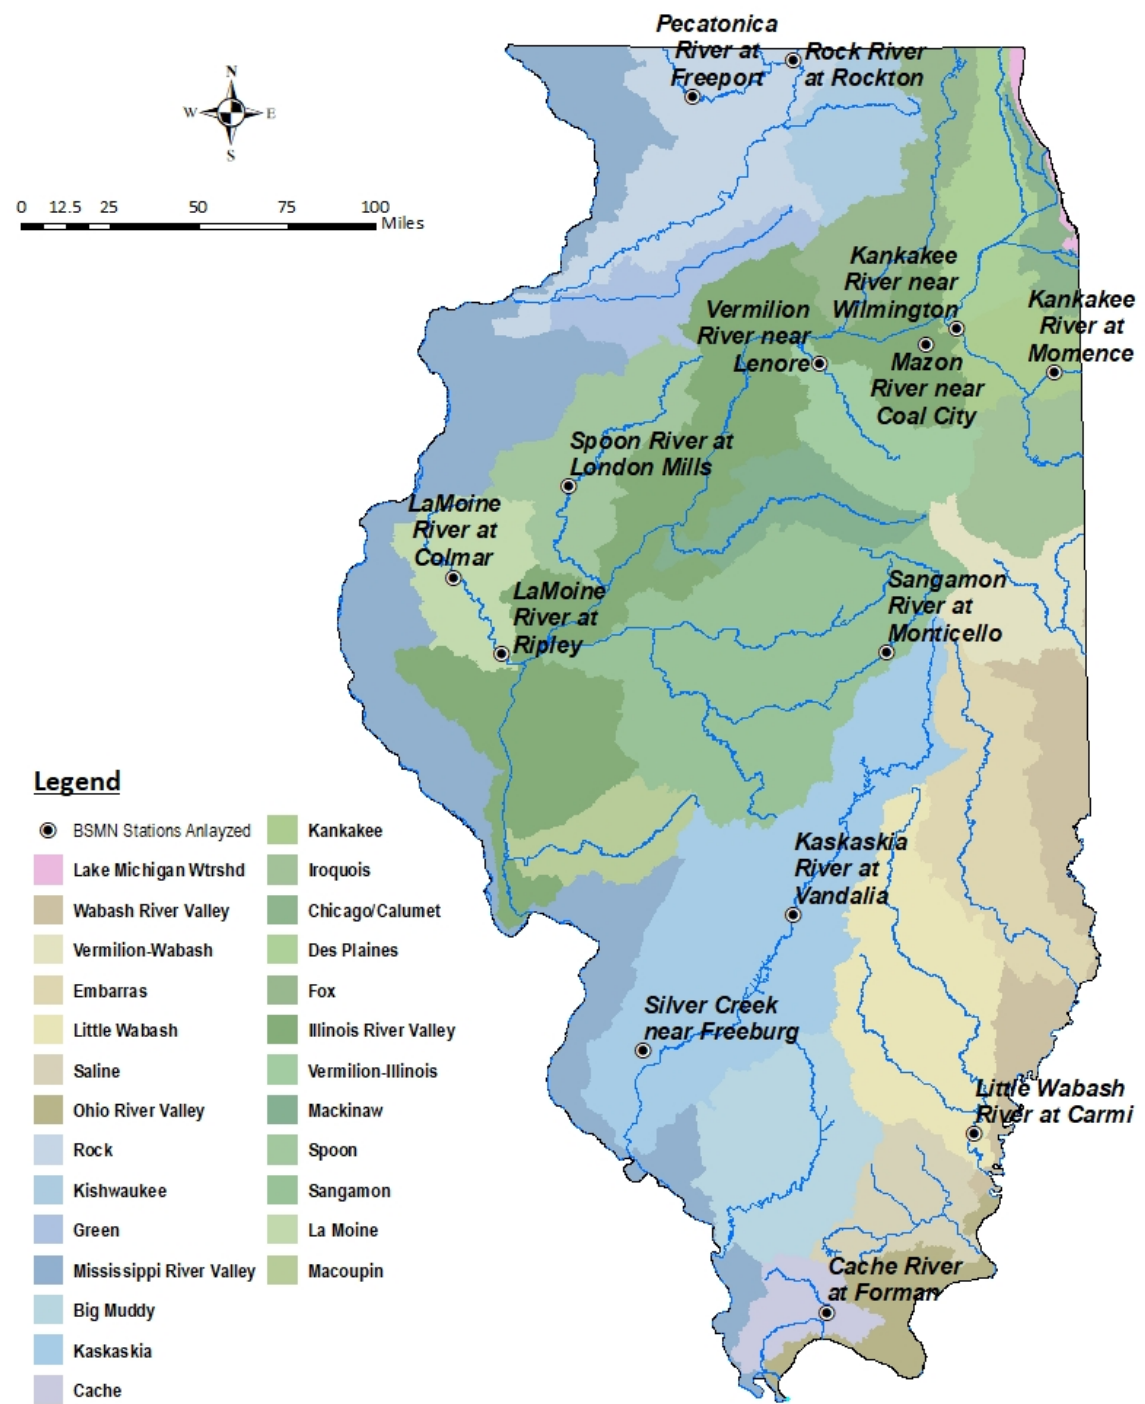 Pecatonica
River at
Freeport
Rock River
at Rockton
N
W
E
S
0 12.5 25 50 75 100
Miles
Kankakee
River near
Wilmington
Kankakee
River at
Momence
Vermilion
River near
Lenore
Mazon
River near
Coal City
Spoon River at
London Mills
LaMoine
River at
Colmar
LaMoine
River at
Ripley
Sangamon
River at
Monticello
Kaskaskia
River at
Vandalia
Silver Creek
near Freeburg
Little Wabash
River at Carmi
Cache River
at Forman
Legend
BSMN Stations Anlayzed
Lake Michigan Wtrshd
Wabash River Valley
Vermilion-Wabash
Embarras
Little Wabash
Saline
Ohio River Valley
Rock
Kishwaukee
Green
Mississippi River Valley
Big Muddy
Kaskaskia
Cache
Kankakee
Iroquois
Chicago/Calumet
Des Plaines
Fox
Illinois River Valley
Vermilion-Illinois
Mackinaw
Spoon
Sangamon
La Moine
Macoupin